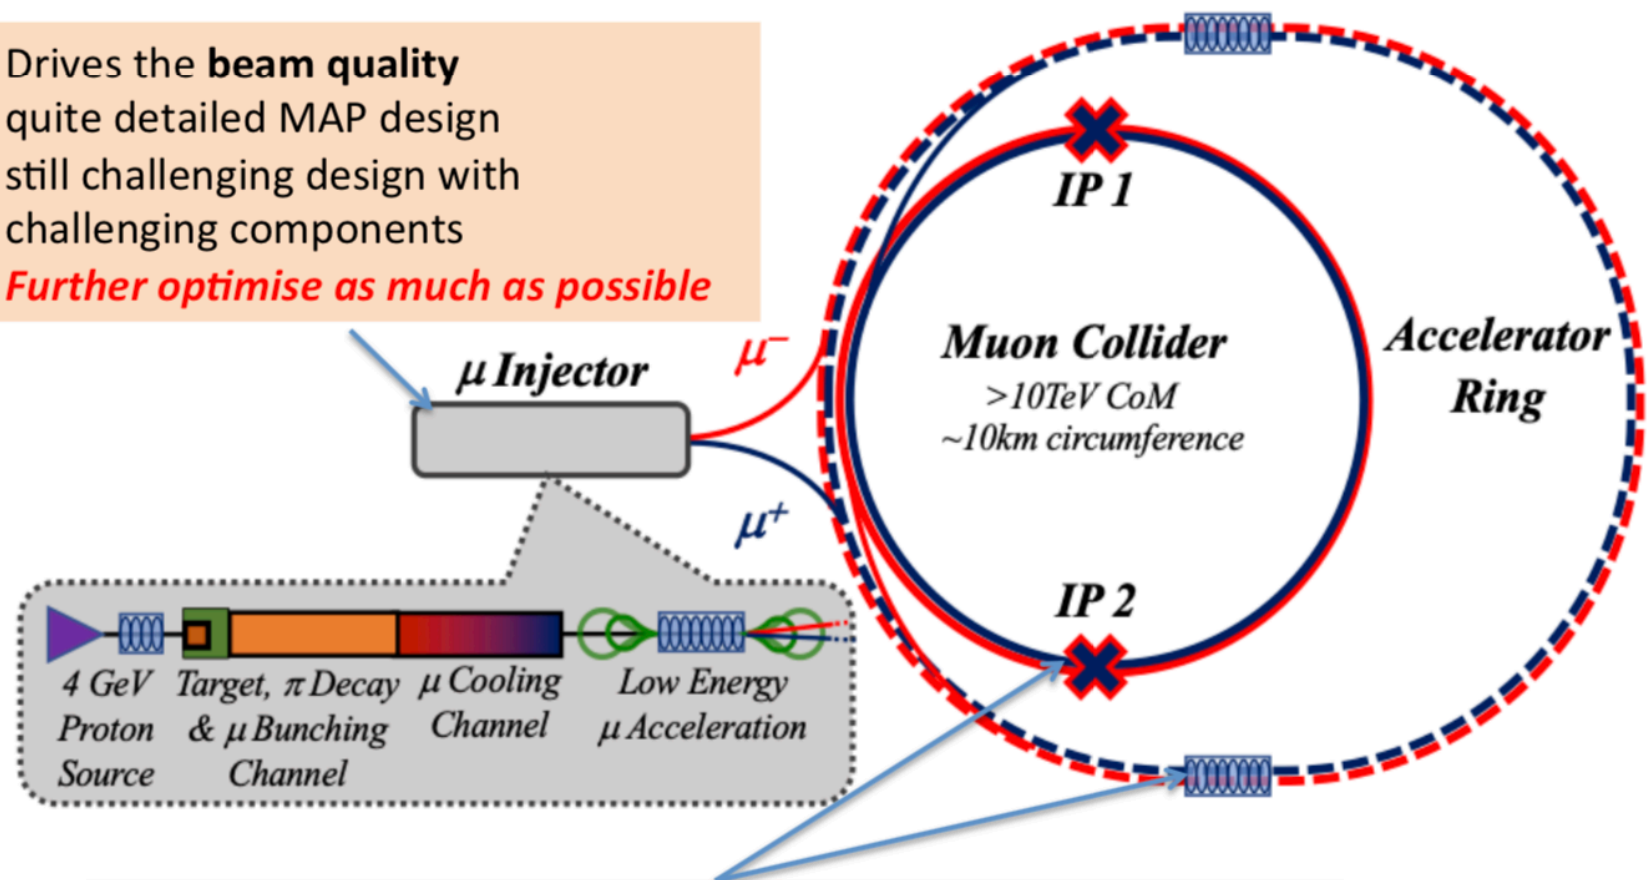 Drives the beam quality
quite detailed MAP design
still challenging design with
challenging components
Further optimise as much as possible
μ Injector
μ−
μ+
IP 1
Muon Collider
>10TeV CoM
~10km circumference
IP 2
Accelerator
Ring
4 GeV
Proton
Source
Target, π Decay
& μ Bunching
Channel
μ Cooling
Channel
Low Energy
μ Acceleration